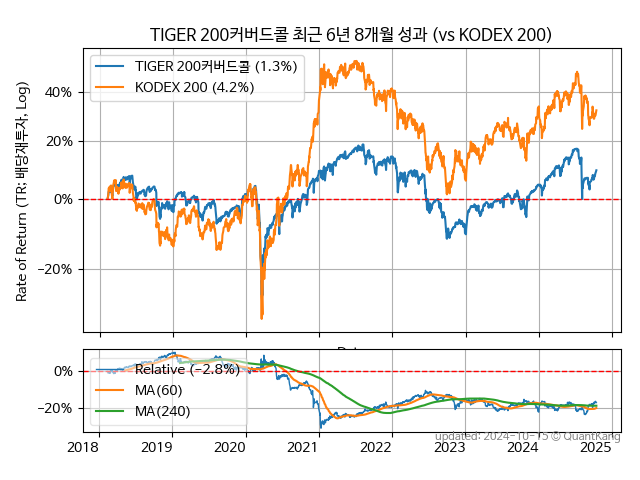 TIGER 200커버드콜 최근 6년 8개월 성과 (vs KODEX 200)
Rate of Return (TR: 배당재투자, Log)
TIGER 200커버드콜 (1.3%)
KODEX 200 (4.2%)
40%
20%
0%
−20%
Relative (−2.8%)
MA(60)
MA(240)
0%
−20%
2018 2019 2020 2021 2022 2023 2024 2025
updated: 2024-10-15 © QuantKang